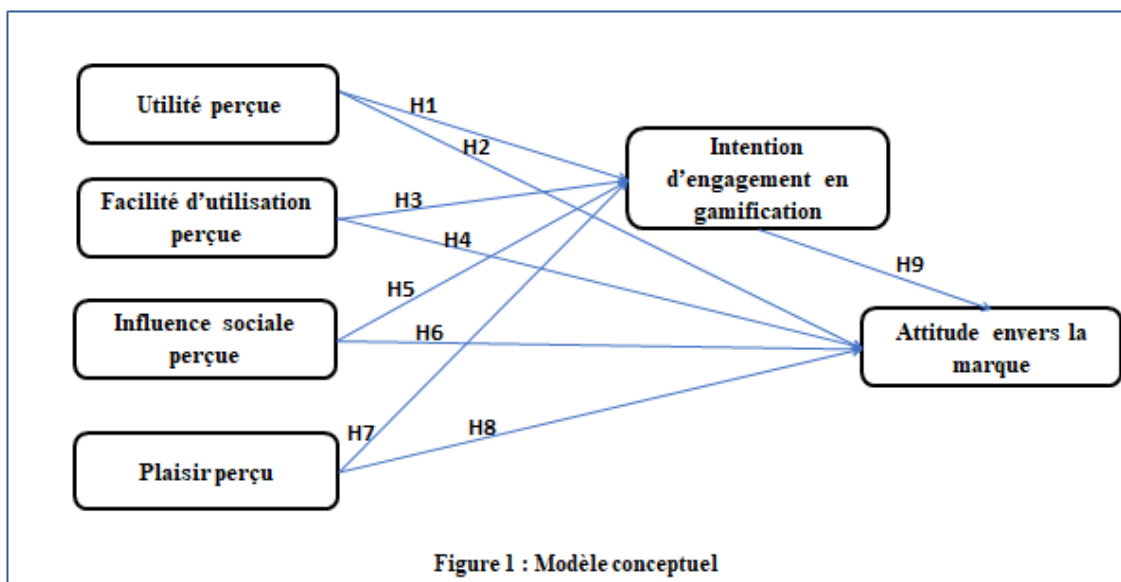 Utilité perçue
H1
H2
Intention
d’engagement en
gamification
Facilité d’utilisation
perçue
H3
H4
H9
Influence sociale
perçue
H5
H6
Attitude envers la
marque
Plaisir perçu
H7
H8
Figure 1 : Modèle conceptuel